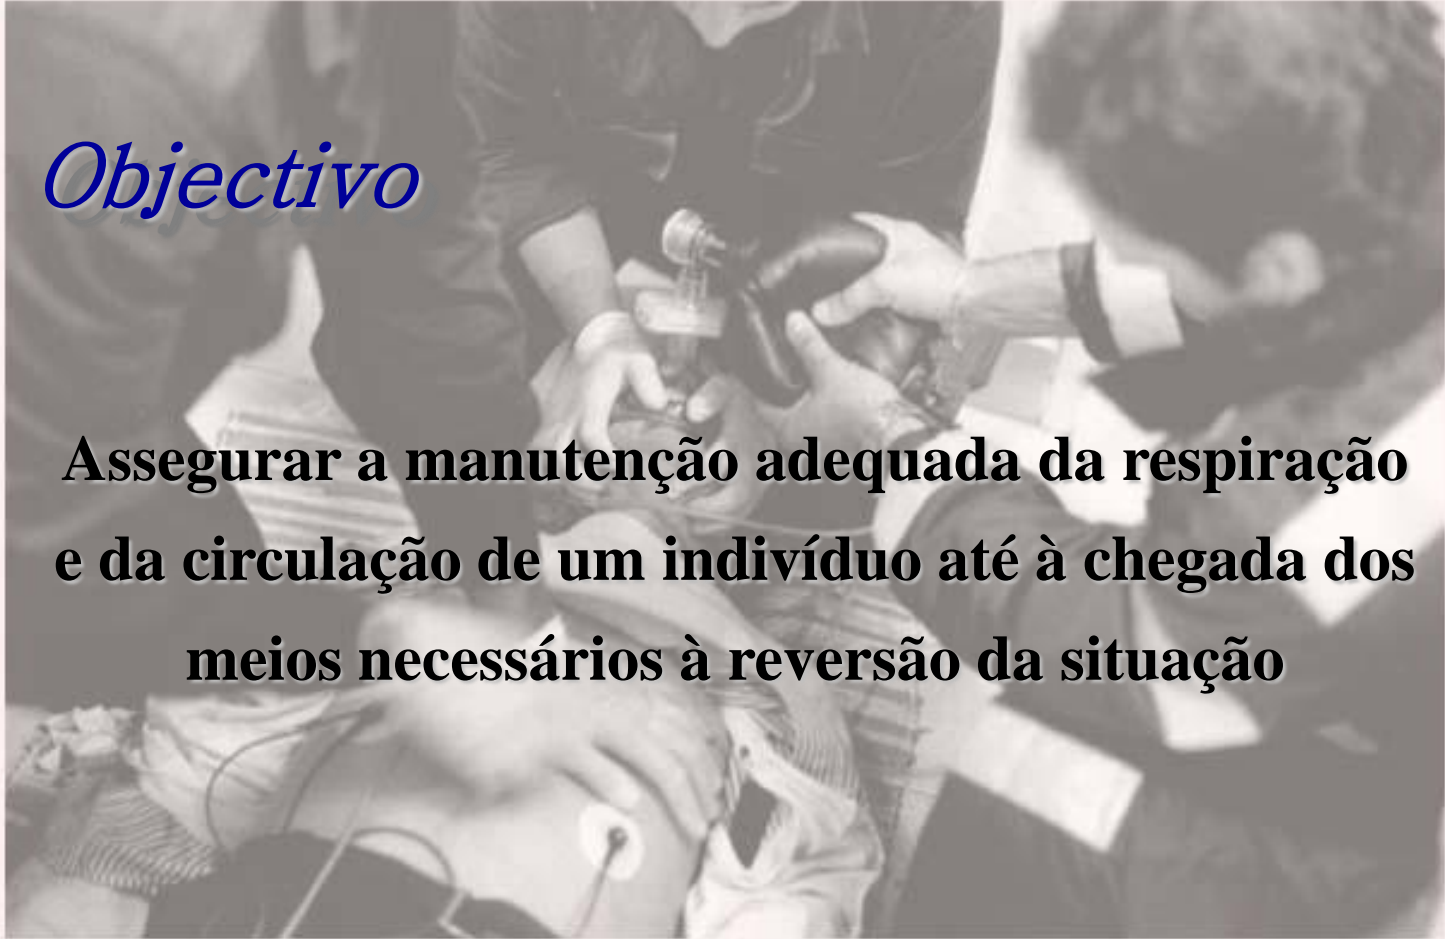 Objectivo
Assegurar a manutenção adequada da respiração
e da circulação de um indivíduo até à chegada dos
meios necessários à reversão da situação